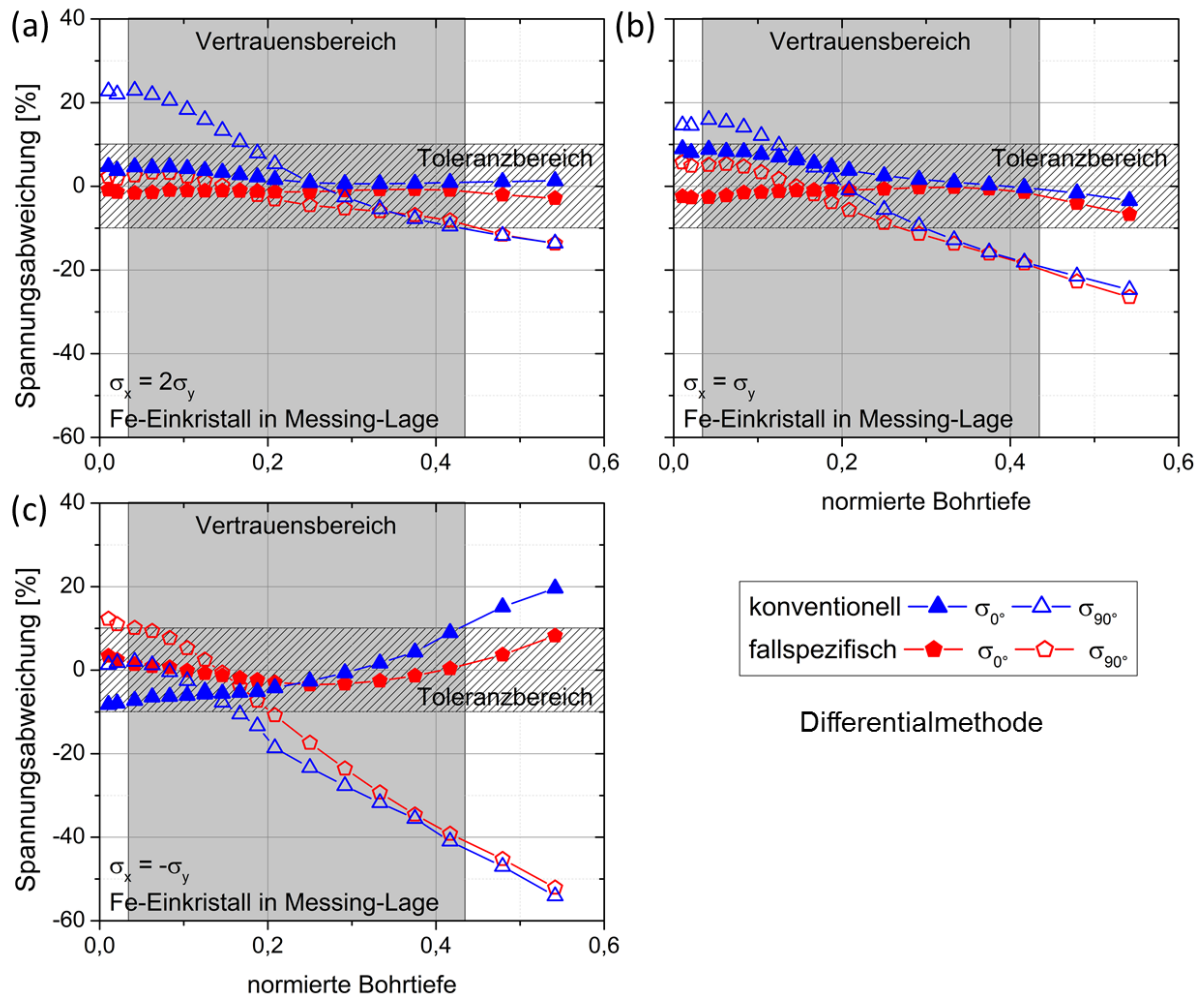 (a)
Vertrauensbereich
Toleranzbereich
σx = 2σy
Fe-Einkristall in Messing-Lage
Spannungsabweichung [%]
40
20
0
-20
-40
-60
0,0
0,2
0,4
0,6
(b)
Vertrauensbereich
Toleranzbereich
σx = σy
Fe-Einkristall in Messing-Lage
0,0
0,2
0,4
0,6
normierte Bohrtiefe
(c)
Vertrauensbereich
Toleranzbereich
σx = -σy
Fe-Einkristall in Messing-Lage
Spannungsabweichung [%]
40
20
0
-20
-40
-60
0,0
0,2
0,4
0,6
normierte Bohrtiefe
konventionell σ0° σ90°
fallspezifisch σ0° σ90°
Differentialmethode